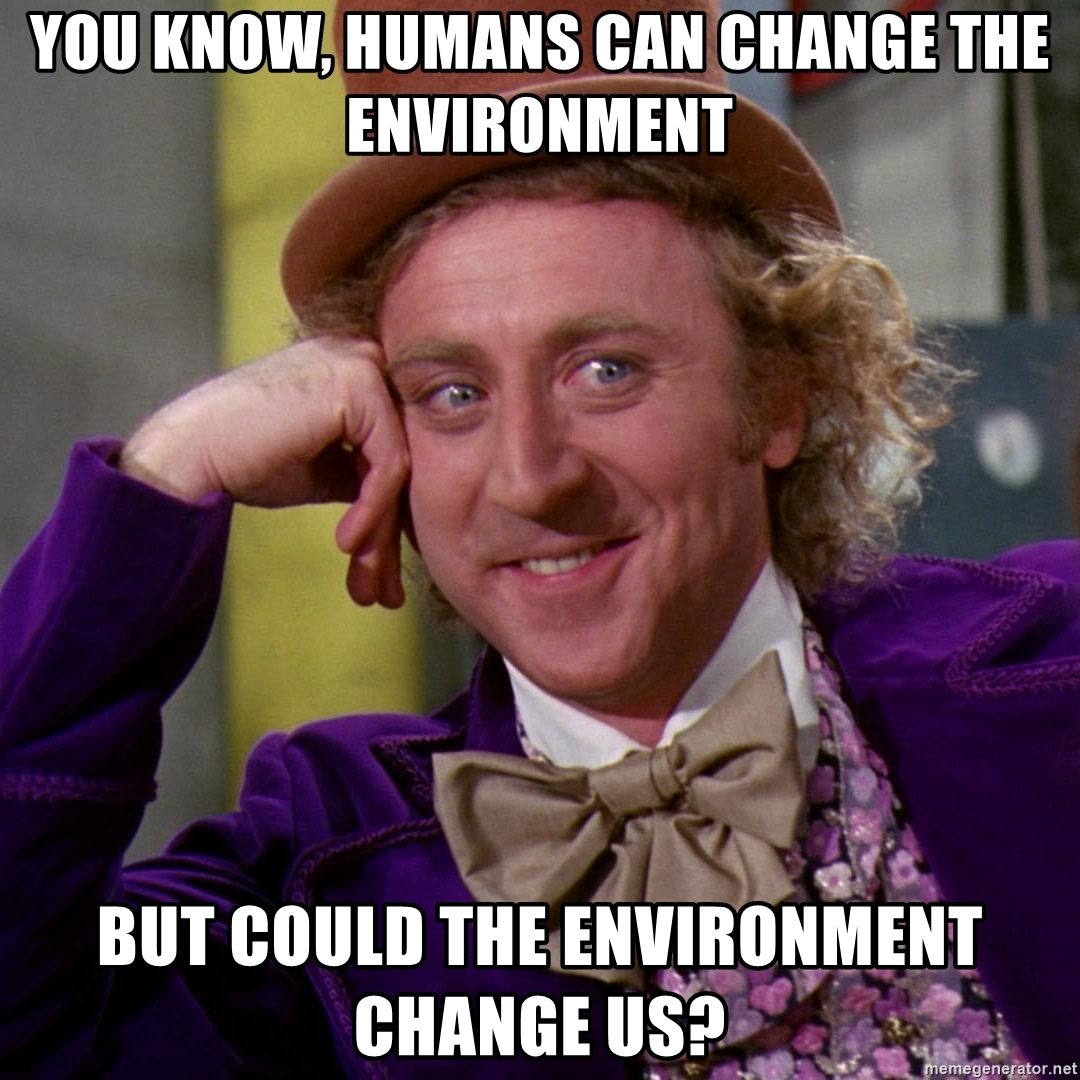 YOU KNOW, HUMANS CAN CHANGE THE
ENVIRONMENT
BUT COULD THE ENVIRONMENT
CHANGE US?
memegenerator.net